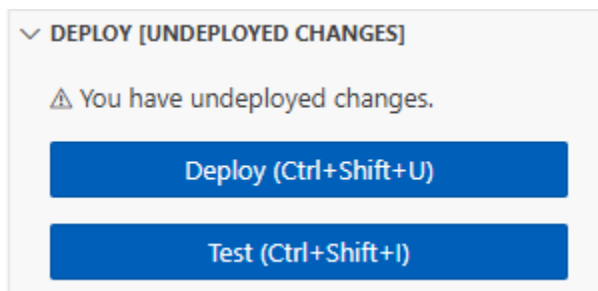 DEPLOY [UNDEPLOYED CHANGES]
⚠ You have undeployed changes.
Deploy (Ctrl+Shift+U)
Test (Ctrl+Shift+I)